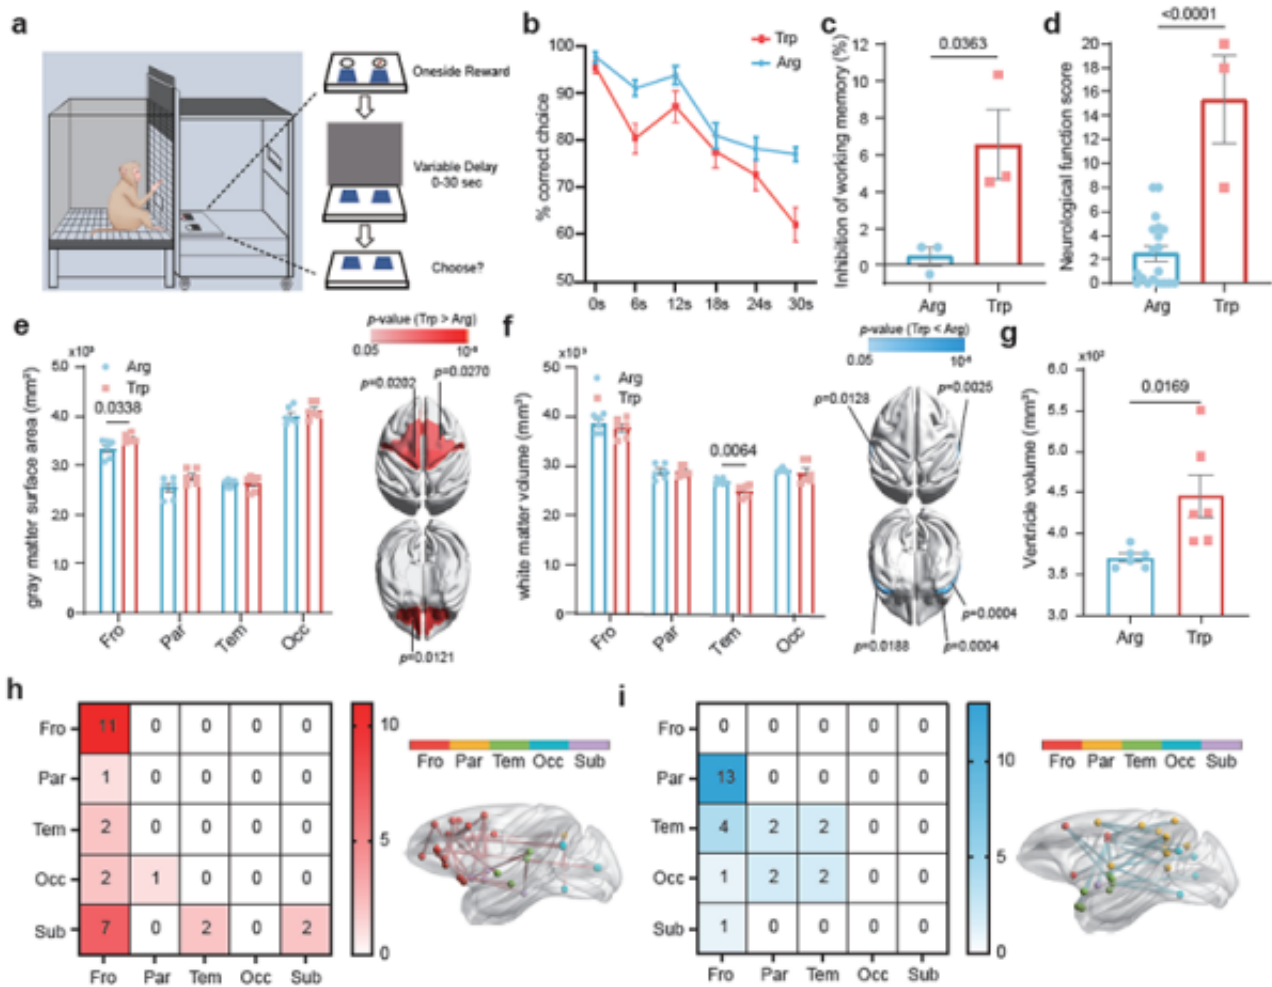 a
Oneside Reward
Variable Delay
0-30 sec
Choose?
b
Trp
Arg
% correct choice
100
90
80
70
60
50
0s 6s 12s 18s 24s 30s
c
Inhibition of working memory (%)
0.0363
12
10
8
6
4
2
0
Arg Trp
d
Neurological function score
<0.0001
20
18
16
14
12
10
8
6
4
2
0
Arg
Trp
e
p-value (Trp > Arg)
0.05
gray matter surface area (mm²)
50
40
30
20
10
0
Arg
Trp
0.0338
Fro Par Tem Occ
p=0.0202
p=0.0270
p=0.0121
f
p-value (Trp < Arg)
0.05
white matter volume (mm³)
50
40
30
20
10
0
Arg
Trp
0.0064
Fro Par Tem Occ
p=0.0128
p=0.0025
p=0.0004
p=0.0188
p=0.0004
g
Ventricle volume (mm³)
6.0
5.5
4.5
4.0
3.5
3.0
0.0169
Arg Trp
h
Fro 11 0 0 0 0
Par 1 0 0 0 0
Tem 2 0 0 0 0
Occ 2 1 0 0 0
Sub 7 0 2 0 2
Fro Par Tem Occ Sub
10
5
0
Fro Par Tem Occ Sub
i
Fro 0 0 0 0 0
Par 13 0 0 0 0
Tem 4 2 2 0 0
Occ 1 2 2 0 0
Sub 1 0 0 0 0
Fro Par Tem Occ Sub
10
5
0
Fro Par Tem Occ Sub